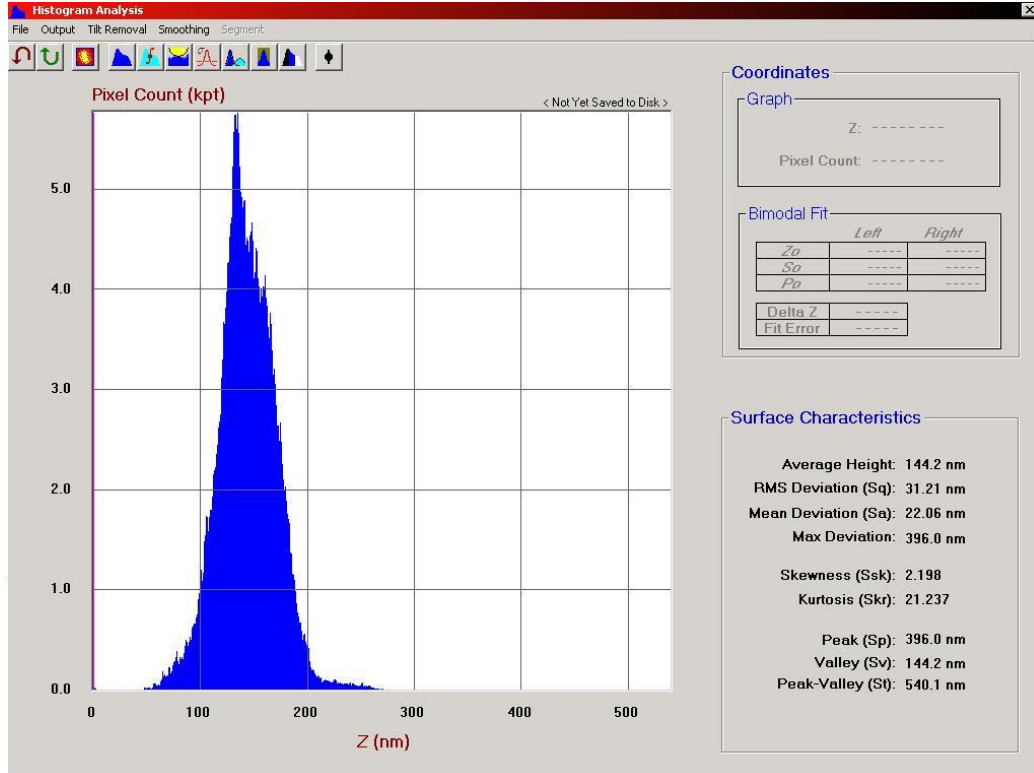 Histogram Analysis
File Output Tilt Removal Smoothing Segment
Pixel Count (kpt)
< Not Yet Saved to Disk >
5.0
4.0
3.0
2.0
1.0
0.0
0 100 200 300 400 500
Z (nm)
Coordinates
Graph
Z: --------
Pixel Count: --------
Bimodal Fit
Left Right
Zo ----- -----
So ----- -----
Po ----- -----
Delta Z -----
Fit Error -----
Surface Characteristics
Average Height: 144.2 nm
RMS Deviation (Sq): 31.21 nm
Mean Deviation (Sa): 22.06 nm
Max Deviation: 396.0 nm
Skewness (Ssk): 2.198
Kurtosis (Skr): 21.237
Peak (Sp): 396.0 nm
Valley (Sv): 144.2 nm
Peak-Valley (St): 540.1 nm